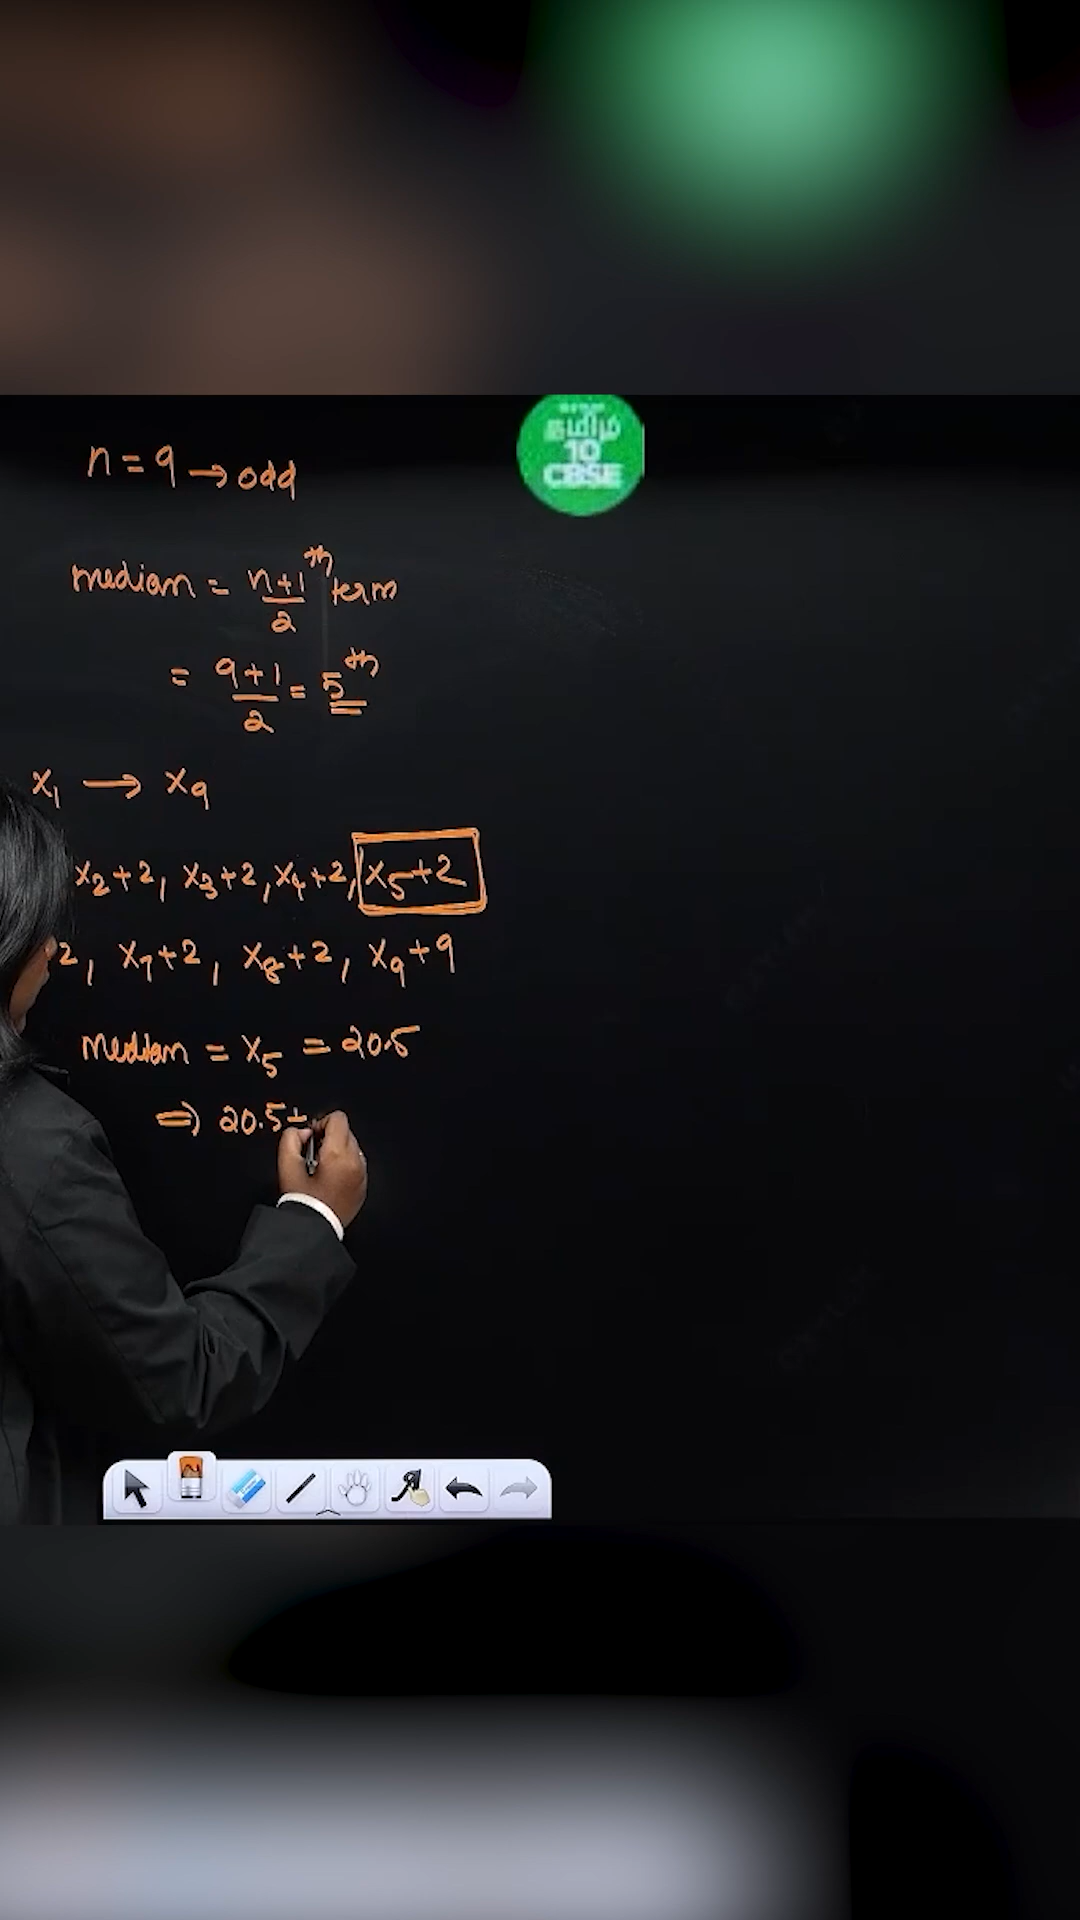 தமிழ்
10
CBSE
n = 9 → odd
median = n+1/2 th term
= 9+1/2 = 5th
x₁ → x₉
x₂+2, x₃+2, x₄+2, x₅+2
2, x₇+2, x₈+2, x₉+9
median = x₅ = 20.5
⇒ 20.5+